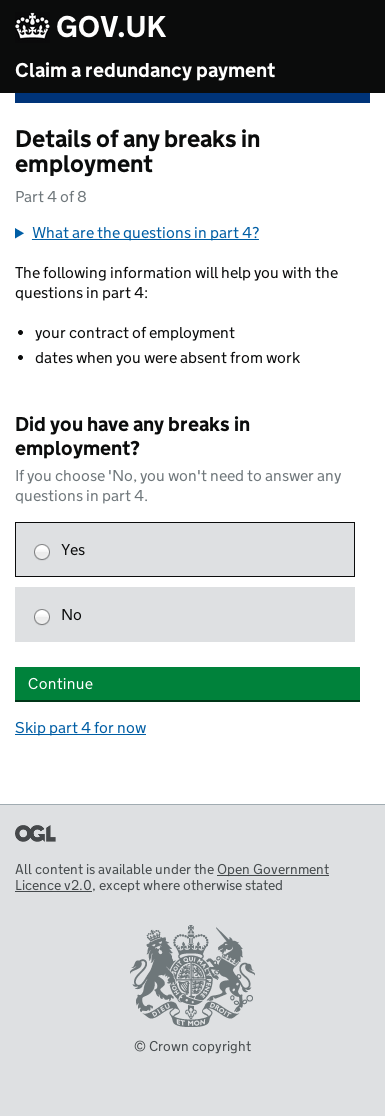 GOV.UK
Claim a redundancy payment
Details of any breaks in
employment
Part 4 of 8
What are the questions in part 4?
The following information will help you with the
questions in part 4:
• your contract of employment
• dates when you were absent from work
Did you have any breaks in
employment?
If you choose 'No, you won't need to answer any
questions in part 4.
Yes
No
Continue
Skip part 4 for now
OGL
All content is available under the Open Government
Licence v2.0, except where otherwise stated
DIEU ET MON DROIT
© Crown copyright